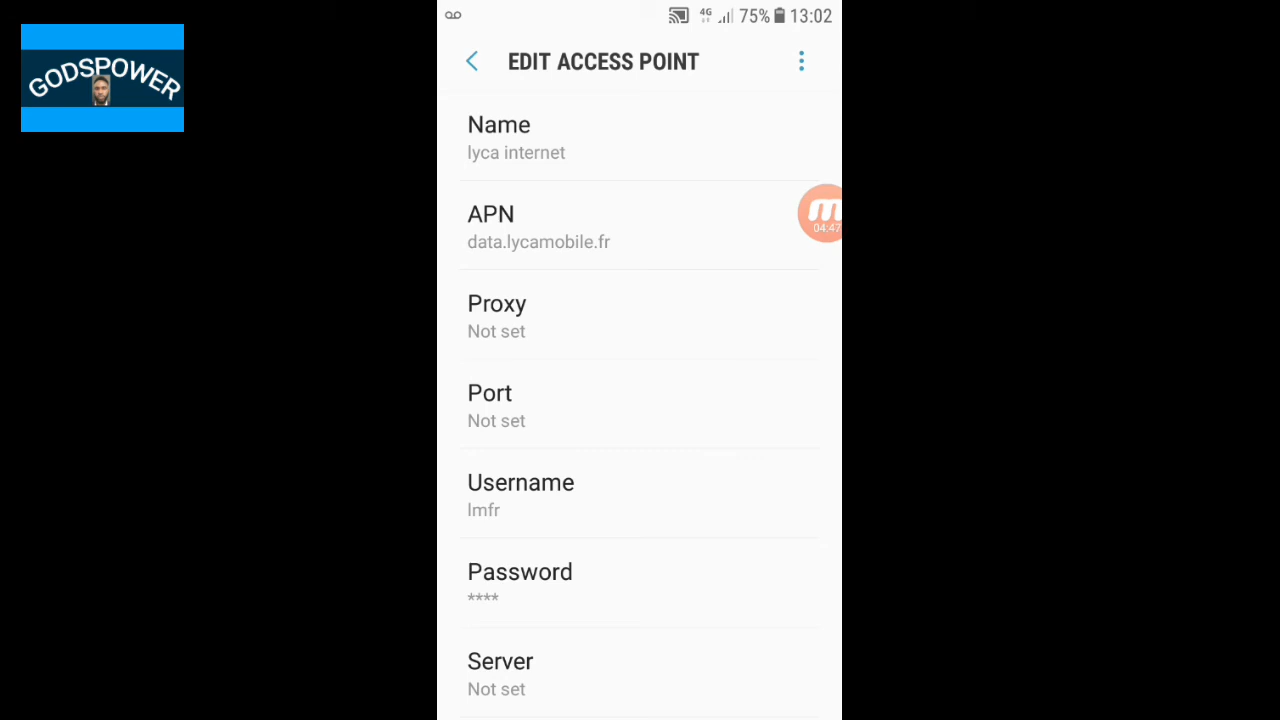 GODSPOWER
4G 75% 13:02
EDIT ACCESS POINT
Name
lyca internet
APN
data.lycamobile.fr
04:47
Proxy
Not set
Port
Not set
Username
lmfr
Password
****
Server
Not set